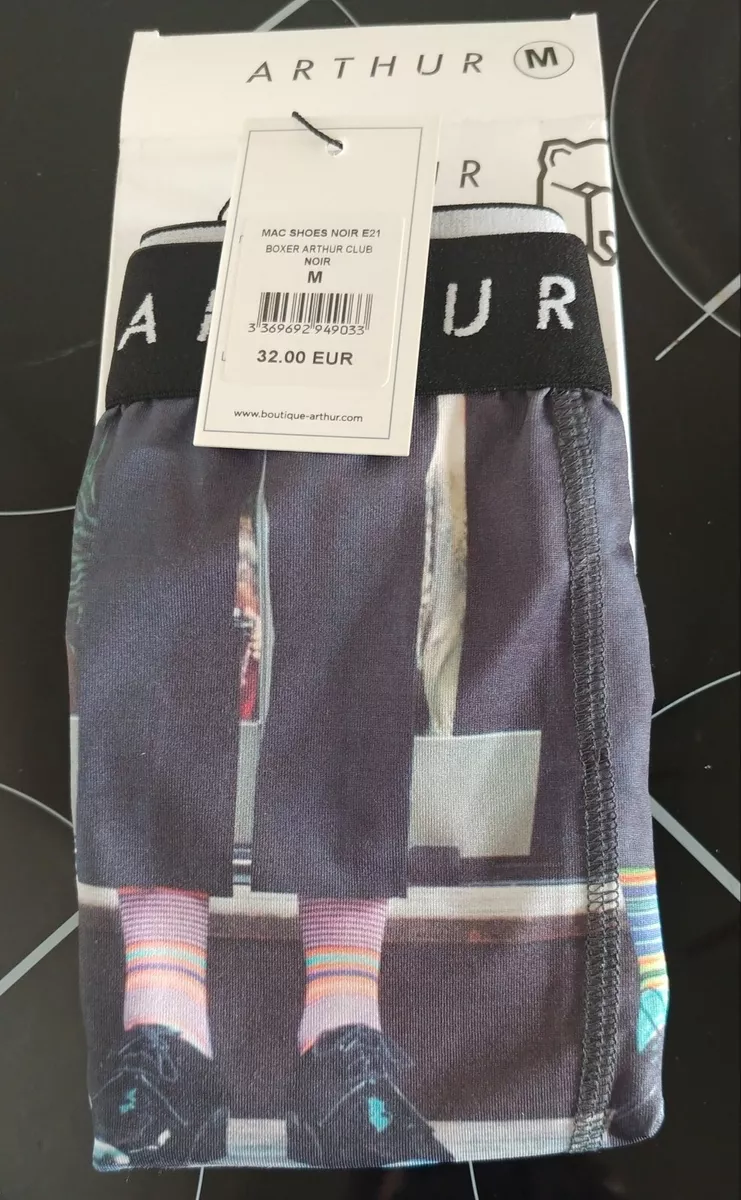 ARTHUR M
UR
MAC SHOES NOIR E21
BOXER ARTHUR CLUB
NOIR
M
3 369692 949033
32.00 EUR
www.boutique-arthur.com
A UR